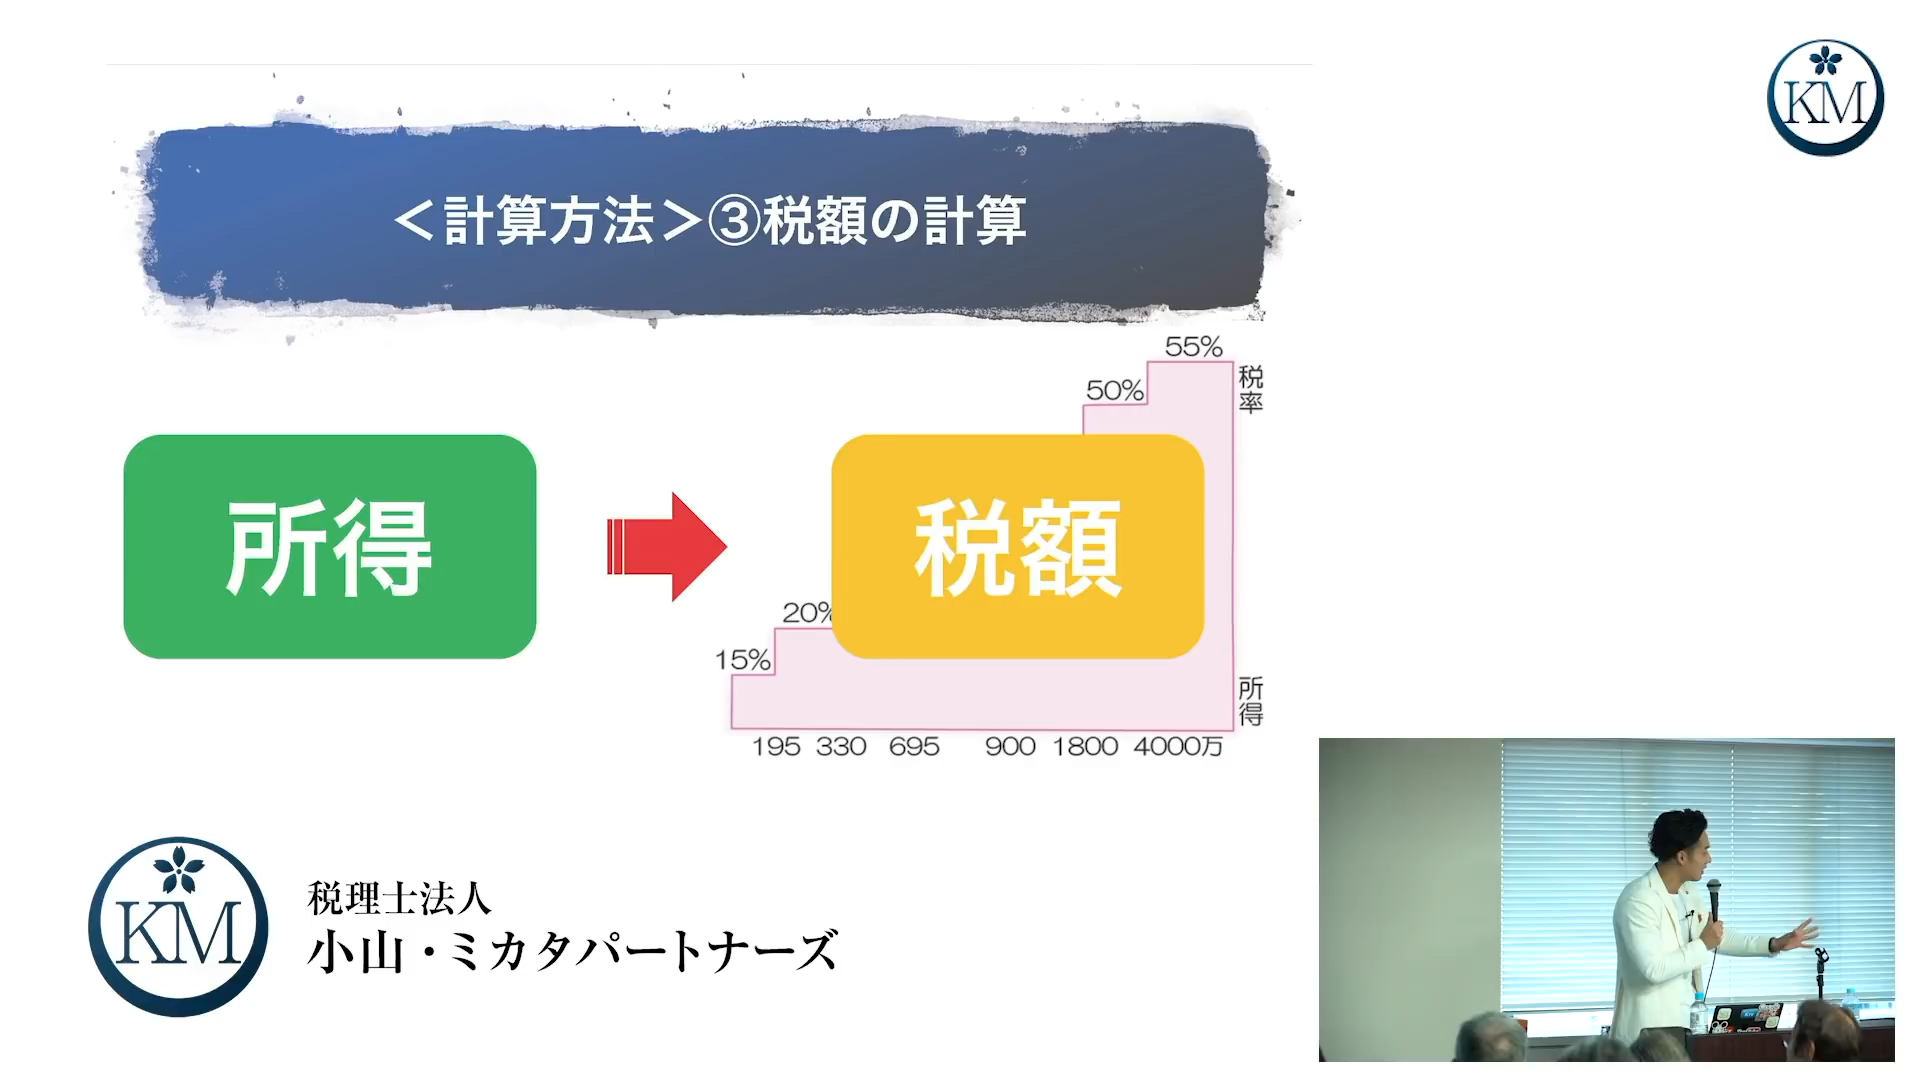 KM
＜計算方法＞③税額の計算
55%
50%
税率
所得
税額
20%
15%
所得
195 330 695 900 1800 4000万
KM
税理士法人
小山・ミカタパートナーズ